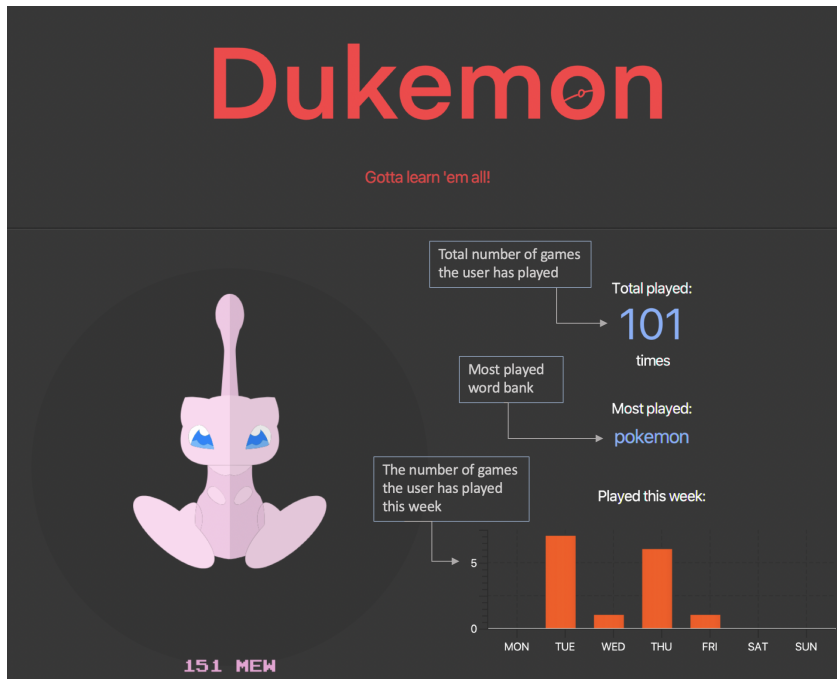 Dukemon
Gotta learn 'em all!
Total number of games
the user has played
Total played:
101
times
Most played
word bank
Most played:
pokemon
The number of games
the user has played
this week
Played this week:
5
0
MON TUE WED THU FRI SAT SUN
151 MEW